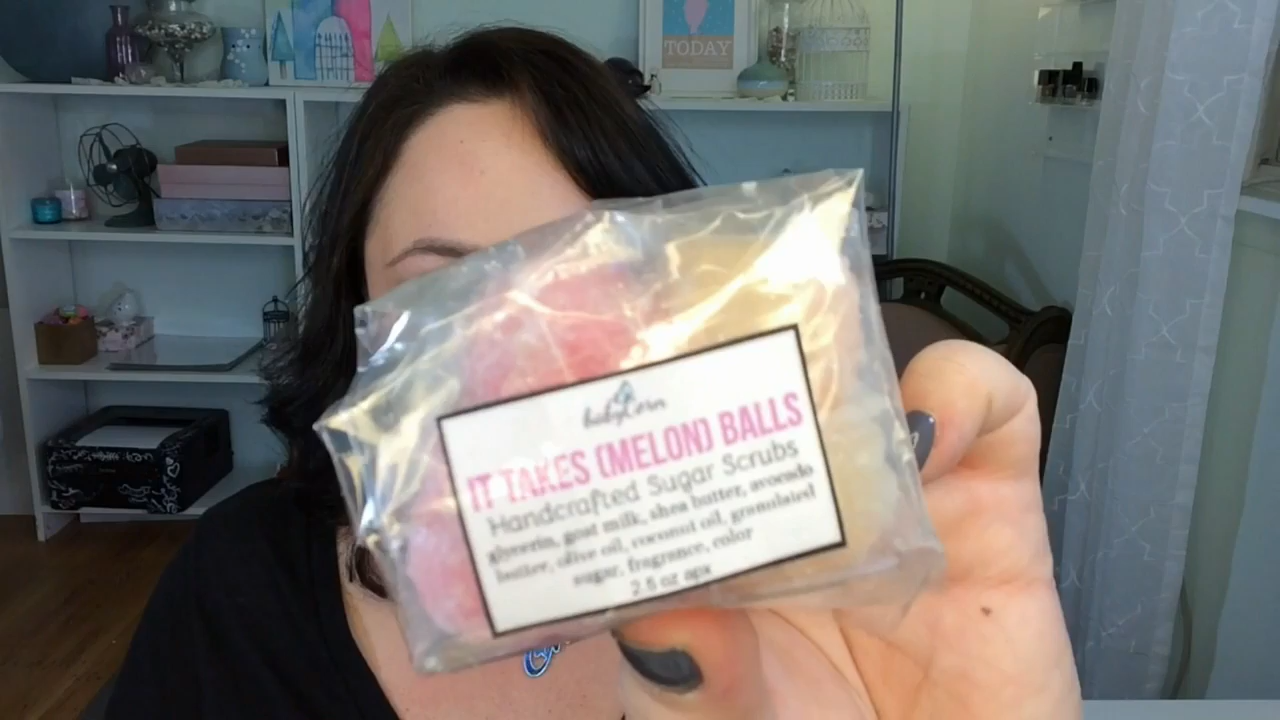 TODAY
babycorn
IT TAKES (MELON) BALLS
Handcrafted Sugar Scrubs
glycerin, goat milk, shea butter, avocado
butter, olive oil, coconut oil, granulated
sugar, fragrance, color
2.5 oz apx